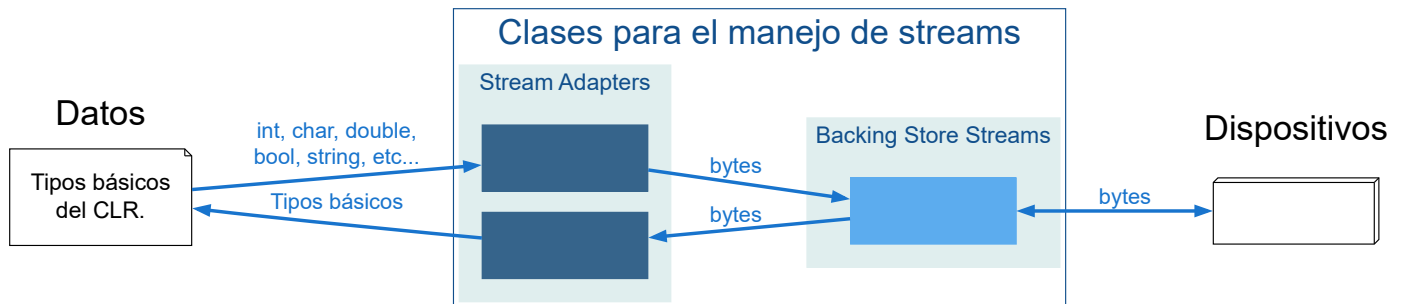 Clases para el manejo de streams
Stream Adapters
Datos
int, char, double,
bool, string, etc...
Backing Store Streams
Dispositivos
Tipos básicos
del CLR.
Tipos básicos
bytes
bytes
bytes